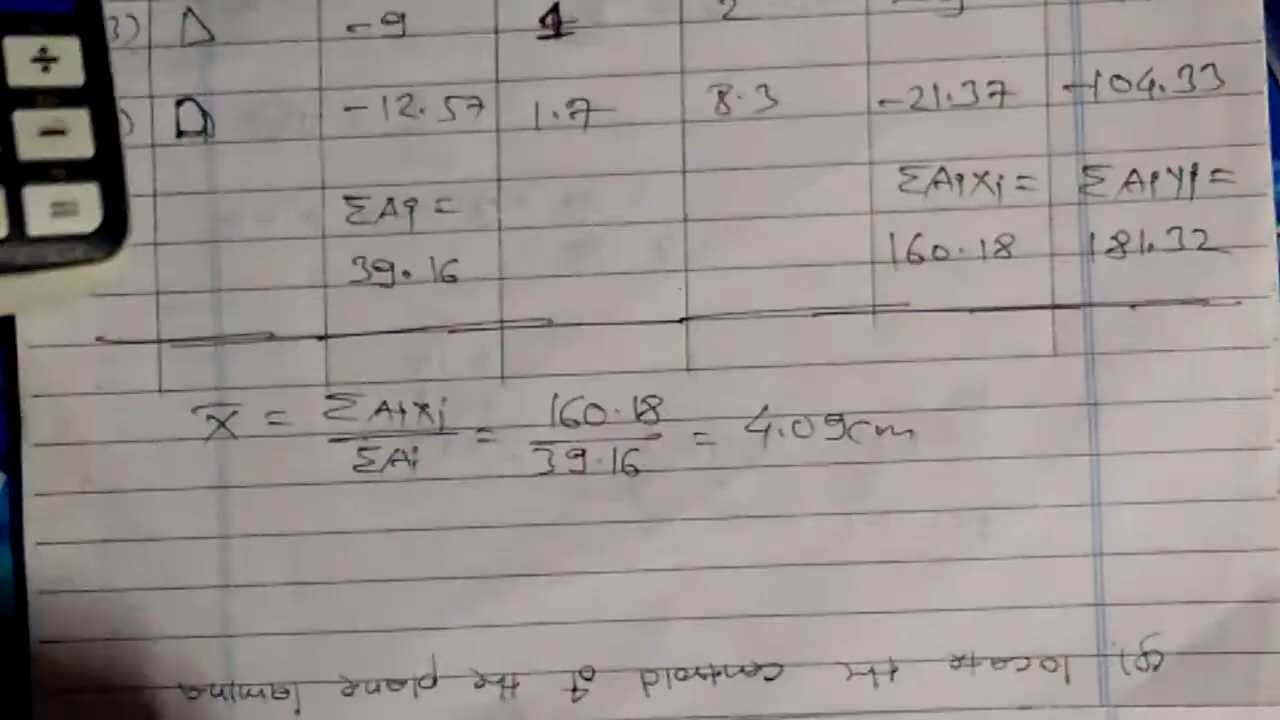 3) Δ -9 1 2
D -12.57 1.7 8.3 -21.37 -104.33
ΣAi = ΣAiXi = ΣAiYi =
39.16 160.18 181.32
X̄ = ΣAiXi / ΣAi = 160.18 / 39.16 = 4.09cm
Q) locate the centroid of the plane lamina
÷
-
=